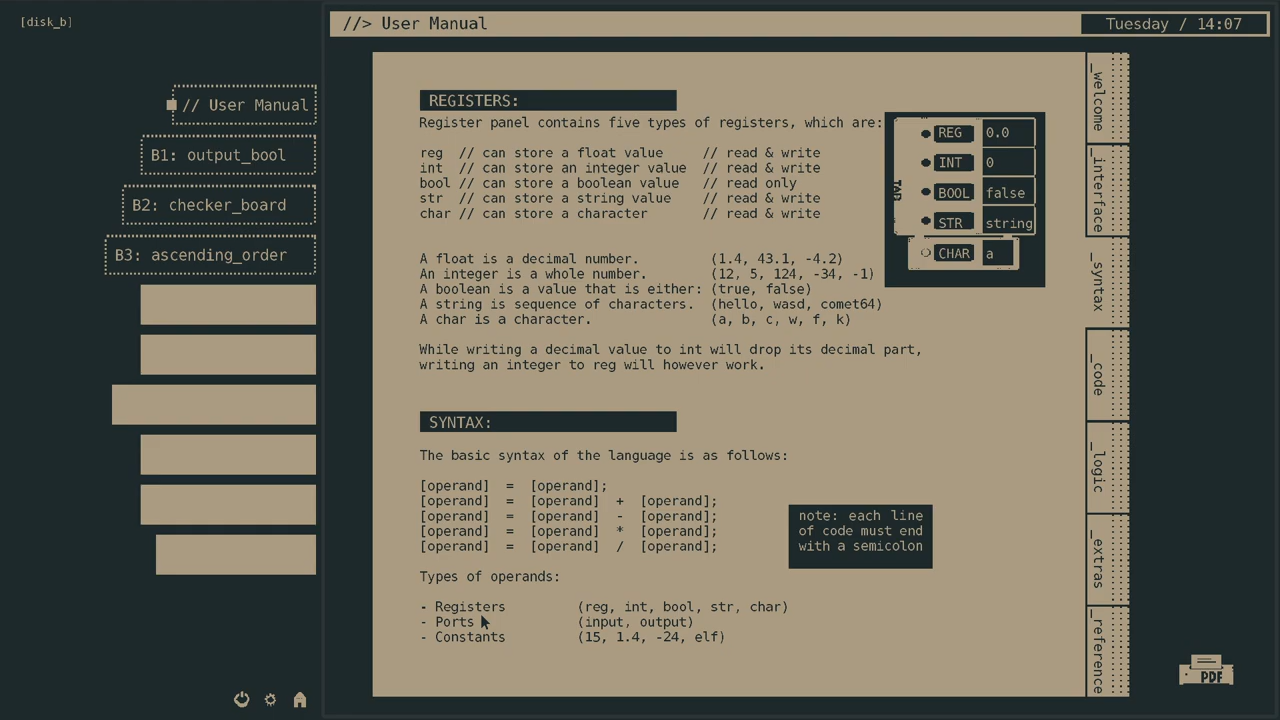 [disk_b]
//> User Manual
Tuesday / 14:07
// User Manual
B1: output_bool
B2: checker_board
B3: ascending_order
REGISTERS:
Register panel contains five types of registers, which are:
reg // can store a float value // read & write
int // can store an integer value // read & write
bool // can store a boolean value // read only
str // can store a string value // read & write
char // can store a character // read & write
REG 0.0
INT 0
BOOL false
STR string
CHAR a
A float is a decimal number. (1.4, 43.1, -4.2)
An integer is a whole number. (12, 5, 124, -34, -1)
A boolean is a value that is either: (true, false)
A string is sequence of characters. (hello, wasd, comet64)
A char is a character. (a, b, c, w, f, k)
While writing a decimal value to int will drop its decimal part,
writing an integer to reg will however work.
SYNTAX:
The basic syntax of the language is as follows:
[operand] = [operand];
[operand] = [operand] + [operand];
[operand] = [operand] - [operand];
[operand] = [operand] * [operand];
[operand] = [operand] / [operand];
note: each line
of code must end
with a semicolon
Types of operands:
- Registers (reg, int, bool, str, char)
- Ports (input, output)
- Constants (15, 1.4, -24, elf)
_welcome
_interface
_syntax
_code
_logic
_extras
_reference
PDF